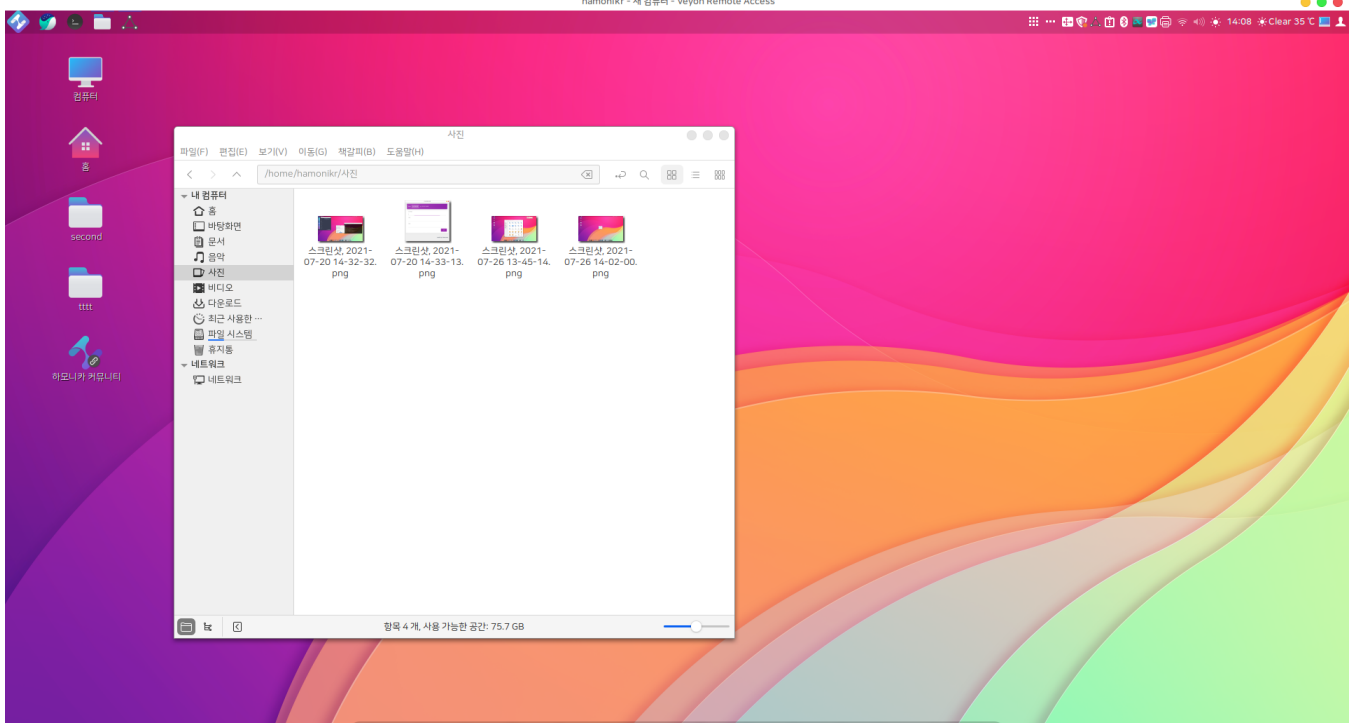 hamonikr - 새 컴퓨터 - Veyon Remote Access
14:08 Clear 35 ℃
컴퓨터
홈
second
tttt
하모니카 커뮤니티
사진
파일(F) 편집(E) 보기(V) 이동(G) 책갈피(B) 도움말(H)
/home/hamonikr/사진
내 컴퓨터
홈
바탕화면
문서
음악
사진
비디오
다운로드
최근 사용한 ...
파일 시스템
휴지통
네트워크
네트워크
스크린샷, 2021-
07-20 14-32-32.
png
스크린샷, 2021-
07-20 14-33-13.
png
스크린샷, 2021-
07-26 13-45-14.
png
스크린샷, 2021-
07-26 14-02-00.
png
항목 4 개, 사용 가능한 공간: 75.7 GB